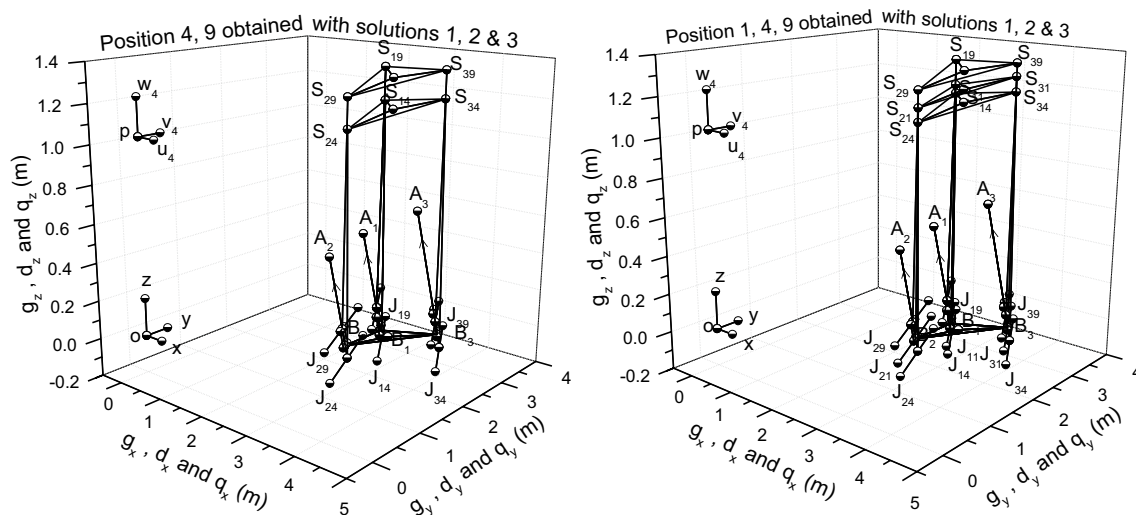 Position 4, 9 obtained with solutions 1, 2 & 3
1.4
1.2
1.0
0.8
0.6
0.4
0.2
0.0
-0.2
g_z , d_z and q_z (m)
w_4
v_4
p
u_4
z
y
o
x
S_19
S_39
S_29
S_14
S_34
S_24
A_3
A_1
A_2
J_19
J_39
B
B_1
B_3
J_29
J_14
J_34
J_24
0
1
2
3
4
5
g_x , d_x and q_x (m)
0
1
2
3
4
g_y , d_y and q_y (m)
Position 1, 4, 9 obtained with solutions 1, 2 & 3
1.4
1.2
1.0
0.8
0.6
0.4
0.2
0.0
-0.2
g_z , d_z and q_z (m)
w_4
v_4
p
u_4
z
y
o
x
S_19
S_39
S_29
S_31
S_14
S_21
S_34
S_24
A_3
A_1
A_2
J_19
J_39
B
B_3
2
J_29
J_11
J_31
J_21
J_14
J_34
J_24
0
1
2
3
4
5
g_x , d_x and q_x (m)
0
1
2
3
4
g_y , d_y and q_y (m)